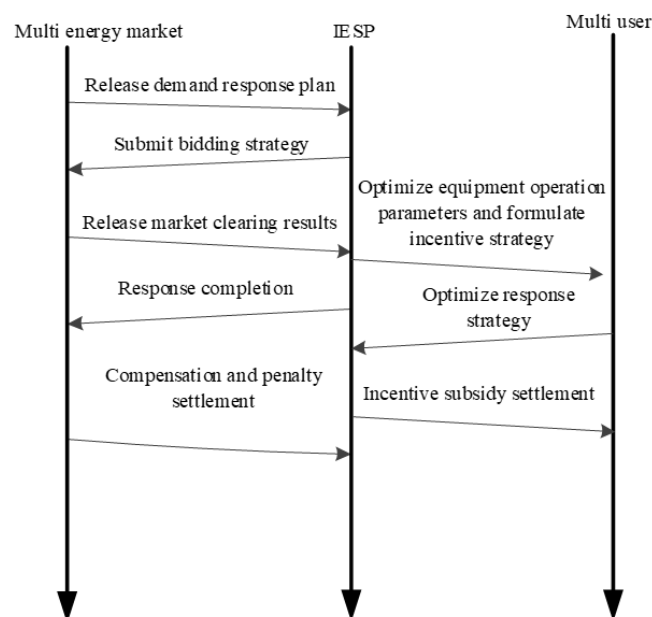 Multi energy market
IESP
Multi user
Release demand response plan
Submit bidding strategy
Optimize equipment operation
parameters and formulate
incentive strategy
Release market clearing results
Response completion
Optimize response
strategy
Compensation and penalty
settlement
Incentive subsidy settlement